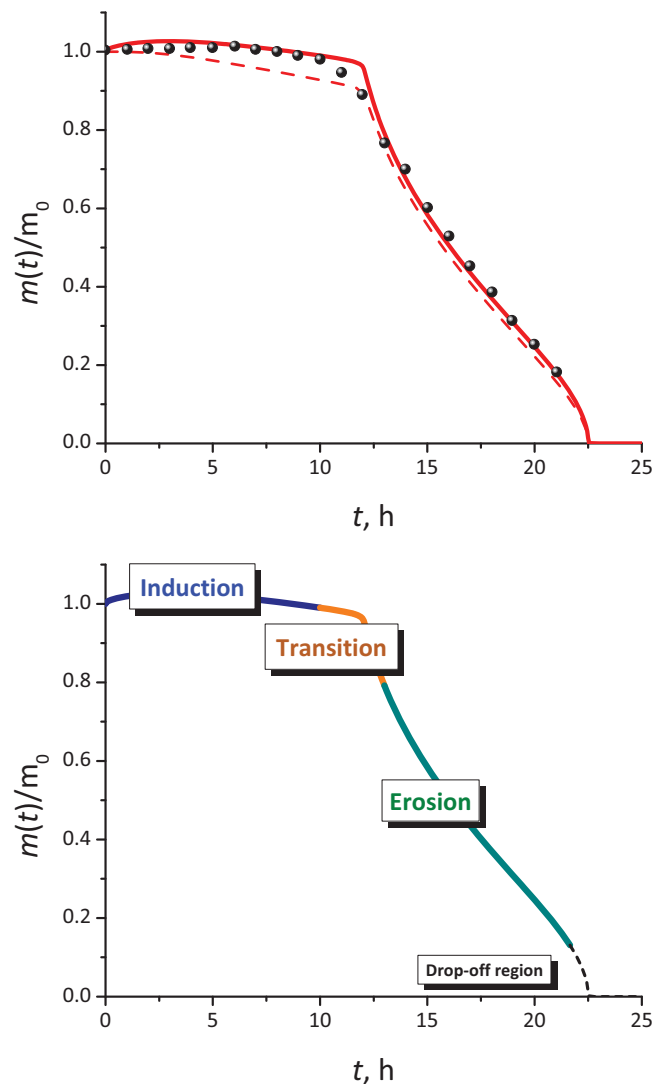 m(t)/m₀
1.0
0.8
0.6
0.4
0.2
0.0
0 5 10 15 20 25
t, h
m(t)/m₀
1.0
0.8
0.6
0.4
0.2
0.0
Induction
Transition
Erosion
Drop-off region
0 5 10 15 20 25
t, h